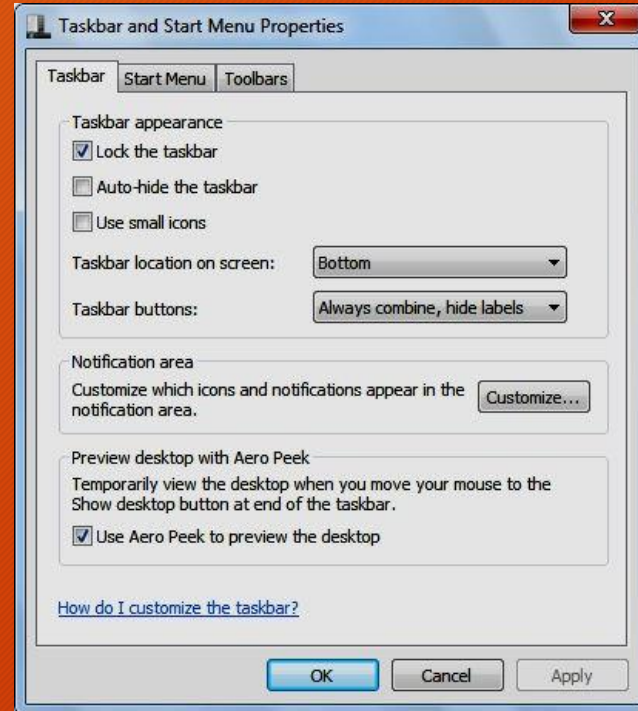 Taskbar and Start Menu Properties
Taskbar
Start Menu
Toolbars
Taskbar appearance
Lock the taskbar
Auto-hide the taskbar
Use small icons
Taskbar location on screen:
Bottom
Taskbar buttons:
Always combine, hide labels
Notification area
Customize which icons and notifications appear in the
notification area.
Customize...
Preview desktop with Aero Peek
Temporarily view the desktop when you move your mouse to the
Show desktop button at end of the taskbar.
Use Aero Peek to preview the desktop
How do I customize the taskbar?
OK
Cancel
Apply